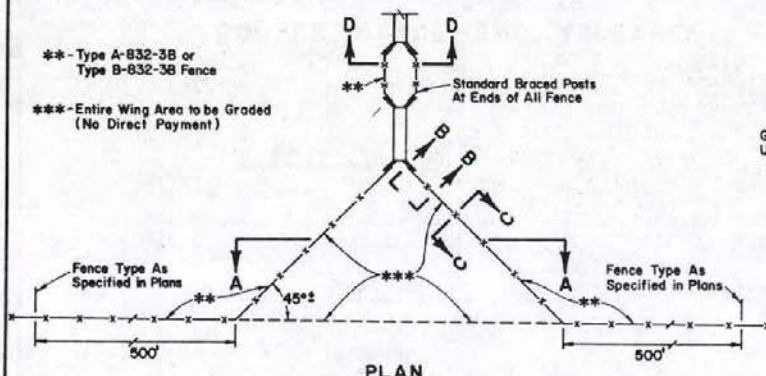 D D
** - Type A-832-3B or
Type B-832-3B Fence
**
Standard Braced Posts
At Ends of All Fence
*** - Entire Wing Area to be Graded
(No Direct Payment)
B
B
C
C
Fence Type As
Specified in Plans
A
**
45°±
***
A
**
Fence Type As
Specified in Plans
500'
500'
PLAN